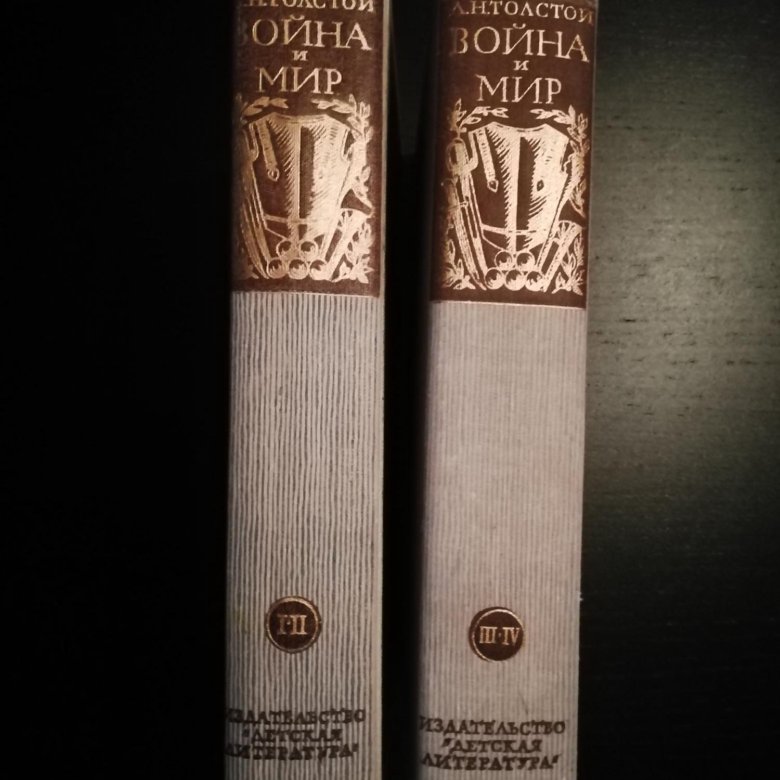 Л.Н.ТОЛСТОЙ
ВОЙНА
И
МИР
I·II
ИЗДАТЕЛЬСТВО
"ДЕТСКАЯ
ЛИТЕРАТУРА"
Л.Н.ТОЛСТОЙ
ВОЙНА
И
МИР
III·IV
ИЗДАТЕЛЬСТВО
"ДЕТСКАЯ
ЛИТЕРАТУРА"